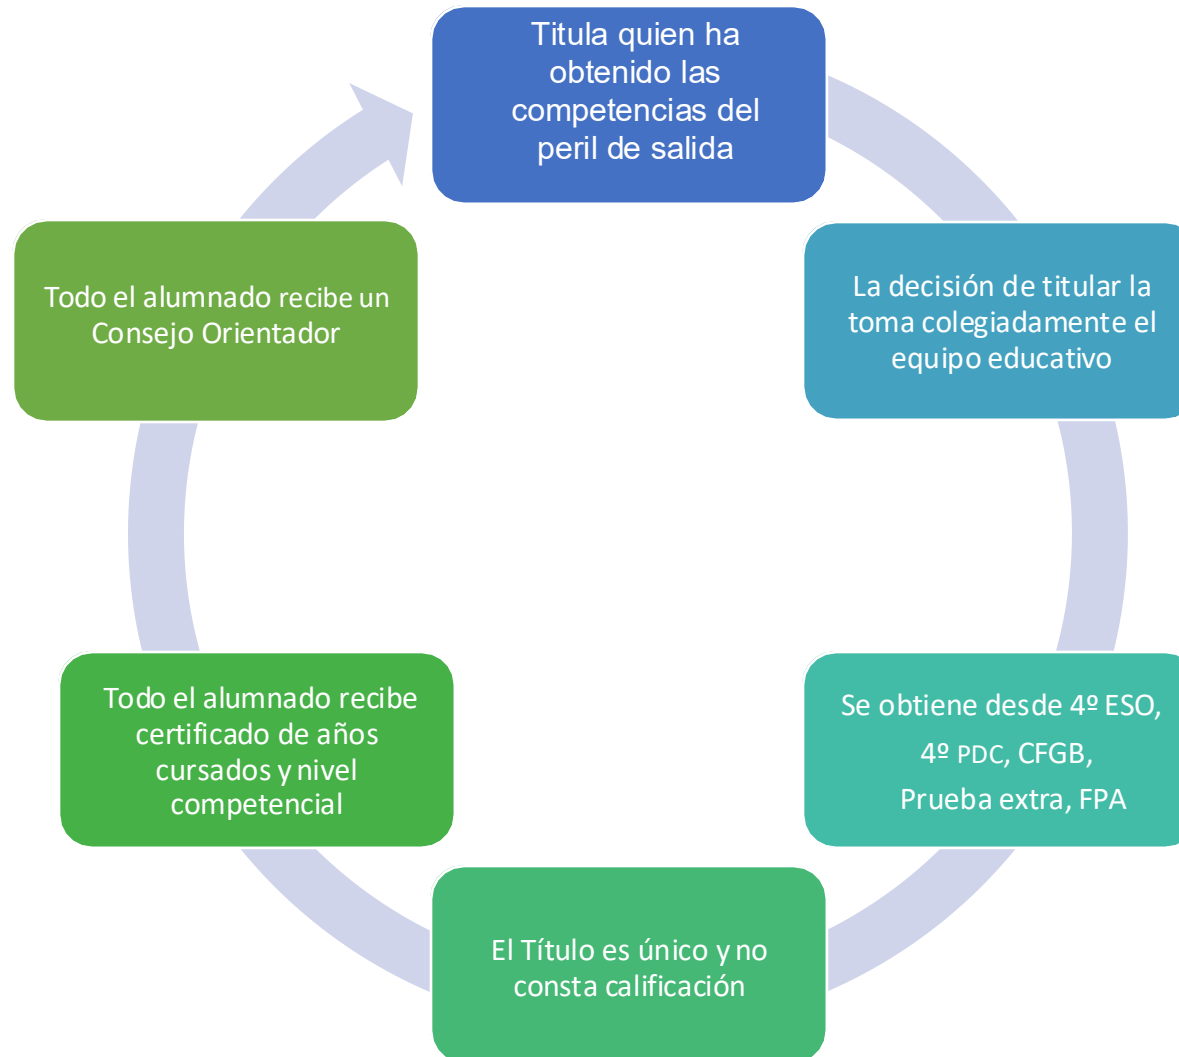 Titula quien ha
obtenido las
competencias del
peril de salida
La decisión de titular la
toma colegiadamente el
equipo educativo
Se obtiene desde 4º ESO,
4º PDC, CFGB,
Prueba extra, FPA
El Título es único y no
consta calificación
Todo el alumnado recibe
certificado de años
cursados y nivel
competencial
Todo el alumnado recibe un
Consejo Orientador